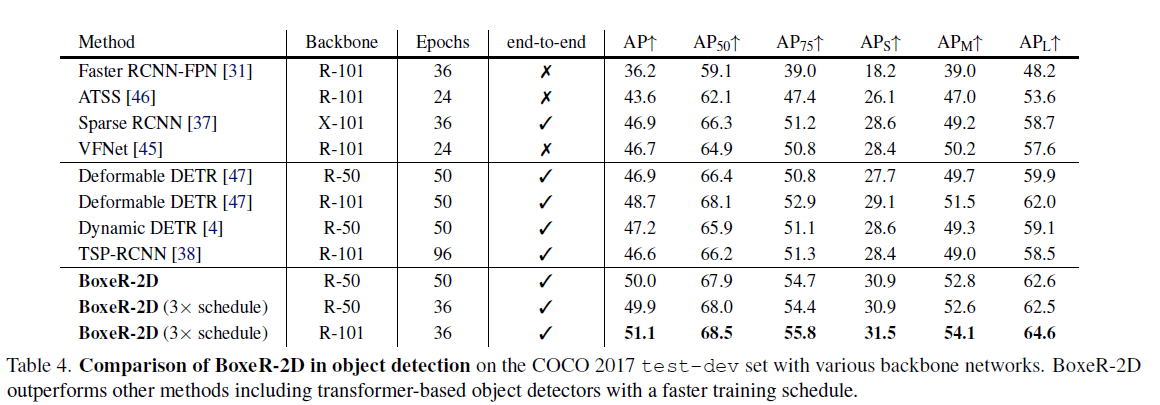 Method Backbone Epochs end-to-end AP↑ AP50↑ AP75↑ APS↑ APM↑ APL↑
Faster RCNN-FPN [31] R-101 36 ✗ 36.2 59.1 39.0 18.2 39.0 48.2
ATSS [46] R-101 24 ✗ 43.6 62.1 47.4 26.1 47.0 53.6
Sparse RCNN [37] X-101 36 ✓ 46.9 66.3 51.2 28.6 49.2 58.7
VFNet [45] R-101 24 ✗ 46.7 64.9 50.8 28.4 50.2 57.6
Deformable DETR [47] R-50 50 ✓ 46.9 66.4 50.8 27.7 49.7 59.9
Deformable DETR [47] R-101 50 ✓ 48.7 68.1 52.9 29.1 51.5 62.0
Dynamic DETR [4] R-50 50 ✓ 47.2 65.9 51.1 28.6 49.3 59.1
TSP-RCNN [38] R-101 96 ✓ 46.6 66.2 51.3 28.4 49.0 58.5
BoxeR-2D R-50 50 ✓ 50.0 67.9 54.7 30.9 52.8 62.6
BoxeR-2D (3× schedule) R-50 36 ✓ 49.9 68.0 54.4 30.9 52.6 62.5
BoxeR-2D (3× schedule) R-101 36 ✓ 51.1 68.5 55.8 31.5 54.1 64.6
Table 4. Comparison of BoxeR-2D in object detection on the COCO 2017 test-dev set with various backbone networks. BoxeR-2D
outperforms other methods including transformer-based object detectors with a faster training schedule.